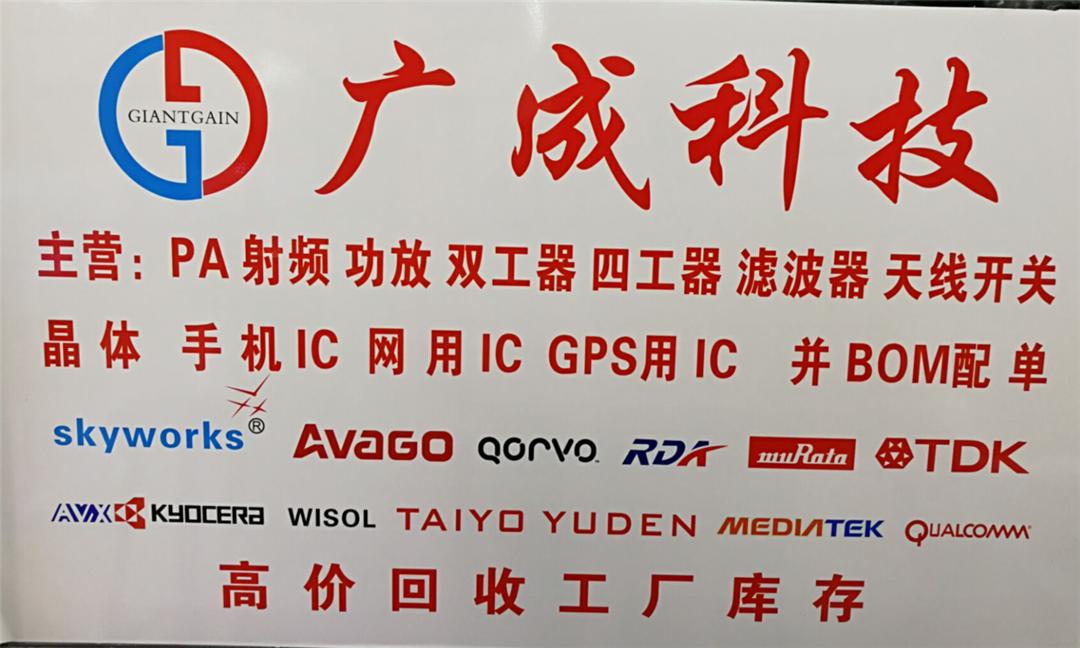 GIANTGAIN 广成科技
主营：PA 射频 功放 双工器 四工器 滤波器 天线开关
晶体 手机IC 网用IC GPS用IC 并BOM配单
skyworks® AVAGO QORVO RDA muRata TDK
AVX KYOCERA WISOL TAIYO YUDEN MEDIATEK QUALCOMM
高价回收工厂库存